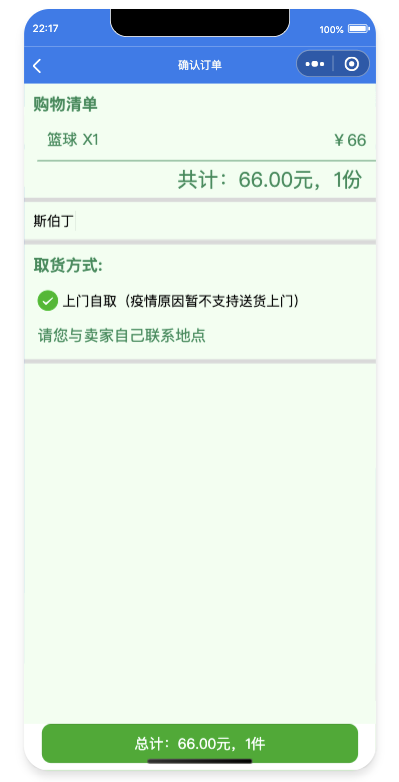 22:17
100%
确认订单
购物清单
篮球 X1
￥66
共计：66.00元，1份
斯伯丁
取货方式:
上门自取（疫情原因暂不支持送货上门）
请您与卖家自己联系地点
总计：66.00元，1件